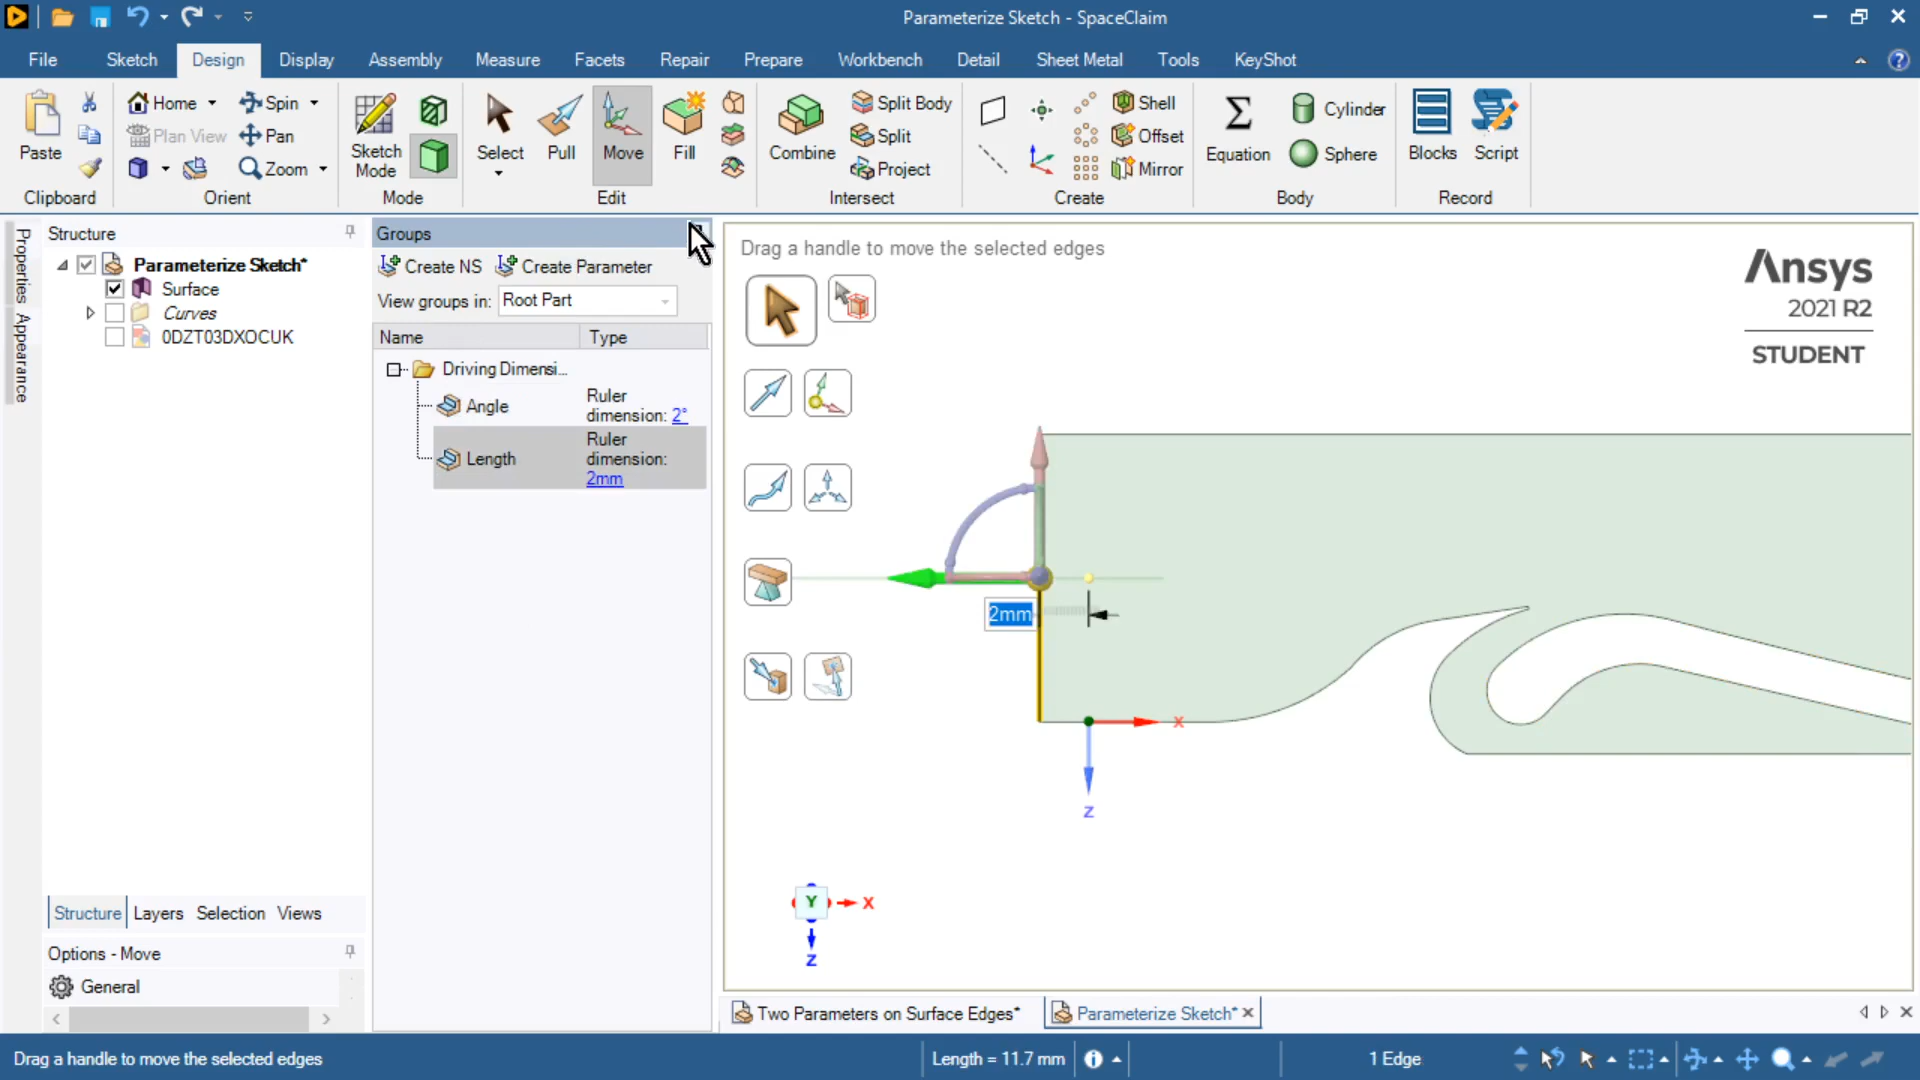 Parameterize Sketch - SpaceClaim
File Sketch Design Display Assembly Measure Facets Repair Prepare Workbench Detail Sheet Metal Tools KeyShot
Home Spin Split Body Shell Cylinder
Plan View Pan Split Offset
Paste Sketch Mode Select Pull Move Fill Combine Equation Sphere Blocks Script
Zoom Project Mirror
Clipboard Orient Mode Edit Intersect Create Body Record
Properties
Appearance
Structure
Parameterize Sketch*
Surface
Curves
0DZT03DXOCUK
Structure Layers Selection Views
Options - Move
General
Groups
Create NS Create Parameter
View groups in: Root Part
Name Type
Driving Dimensi...
Angle Ruler dimension: 2°
Length Ruler dimension: 2mm
Drag a handle to move the selected edges
Ansys
2021 R2
STUDENT
2mm
X
Z
Y X
Z
Two Parameters on Surface Edges* Parameterize Sketch*
Drag a handle to move the selected edges Length = 11.7 mm 1 Edge